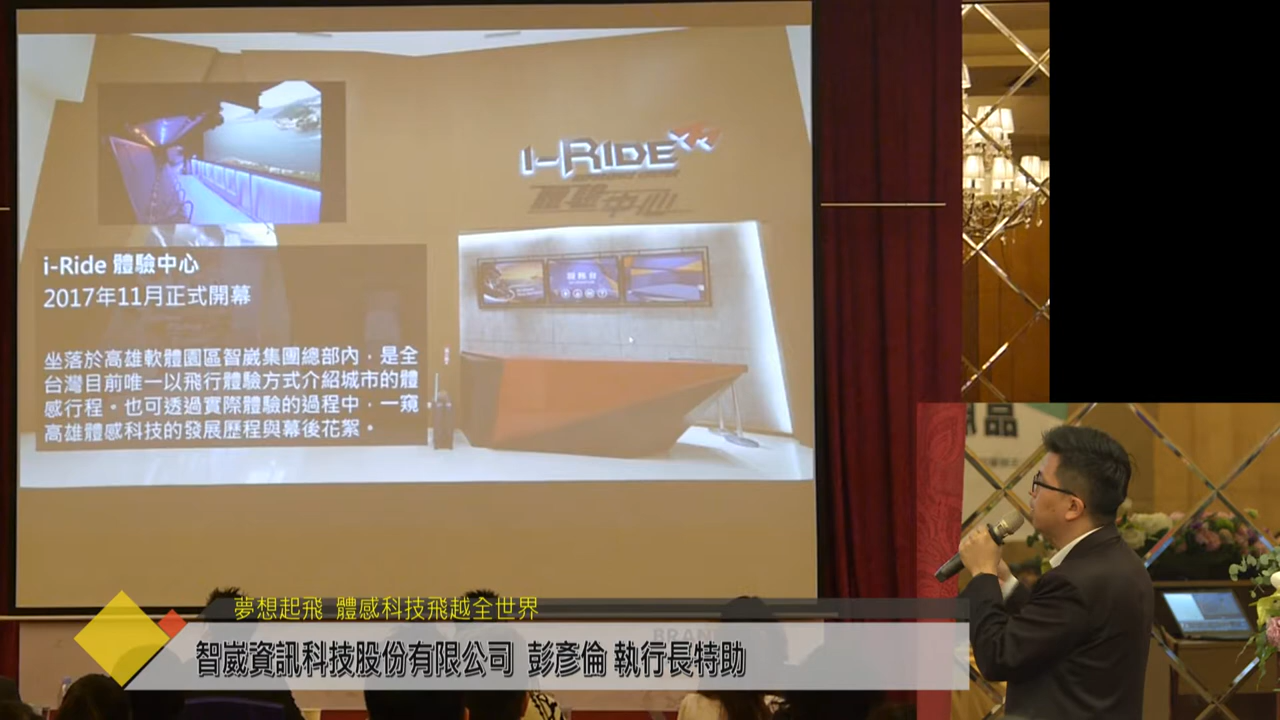 i-RIDE
體驗中心
i-Ride 體驗中心
2017年11月正式開幕
坐落於高雄軟體園區智崴集團總部內，是全
台灣目前唯一以飛行體驗方式介紹城市的體
感行程。也可透過實際體驗的過程中，一窺
高雄體感科技的發展歷程與幕後花絮。
品
夢想起飛 體感科技飛越全世界
智崴資訊科技股份有限公司 彭彥倫 執行長特助